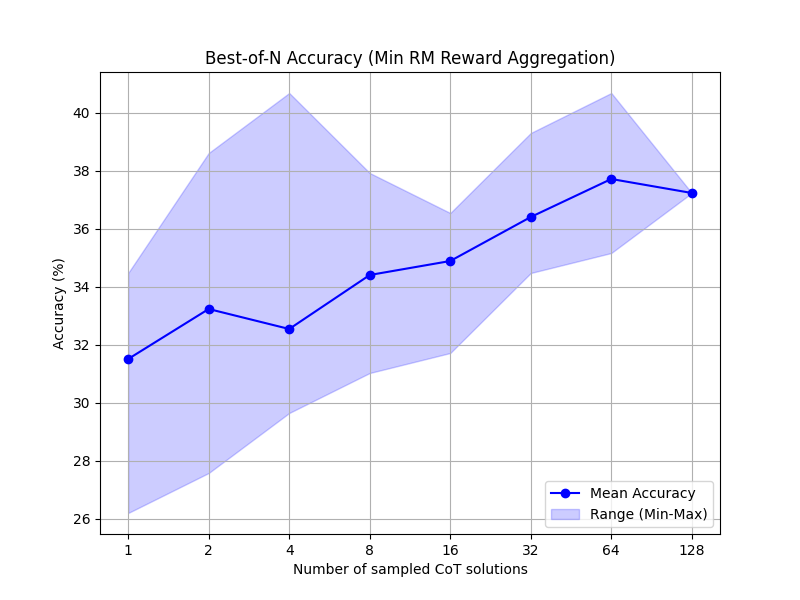 Best-of-N Accuracy (Min RM Reward Aggregation)
Accuracy (%)
40
38
36
34
32
30
28
26
Mean Accuracy
Range (Min-Max)
1 2 4 8 16 32 64 128
Number of sampled CoT solutions